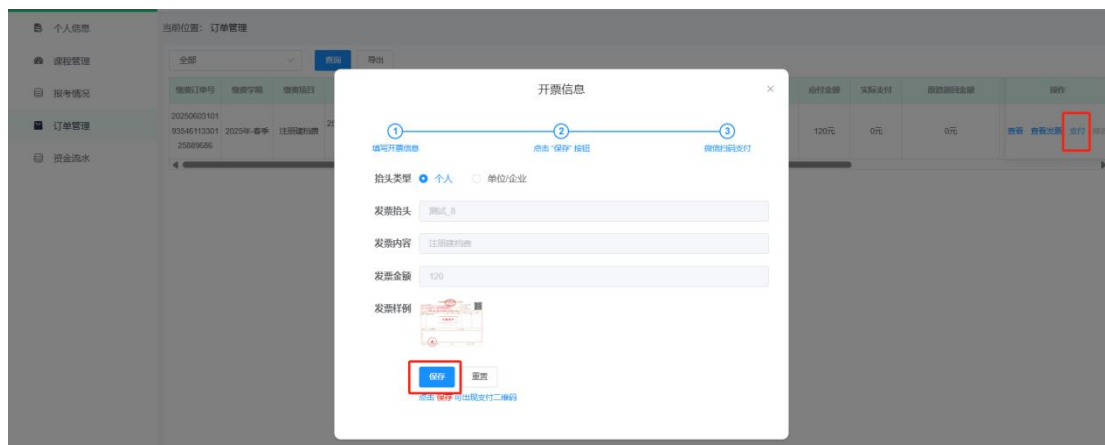 个人信息
课程管理
报考情况
订单管理
资金流水
当前位置: 订单管理
全部
查询
导出
缴费订单号 缴费学期 缴费项目 应付金额 实际支付 操作
20250603101
93546113301
25889686
2025年-春季 注册建档费 120元 0元 0元 查看 查看发票 支付
开票信息
×
1 2 3
填写开票信息 点击 “保存” 按钮 微信扫码支付
抬头类型 个人 单位/企业
发票抬头 测试_8
发票内容 注册建档费
发票金额 120
发票样例
保存 重置
点击 保存 可出现支付二维码